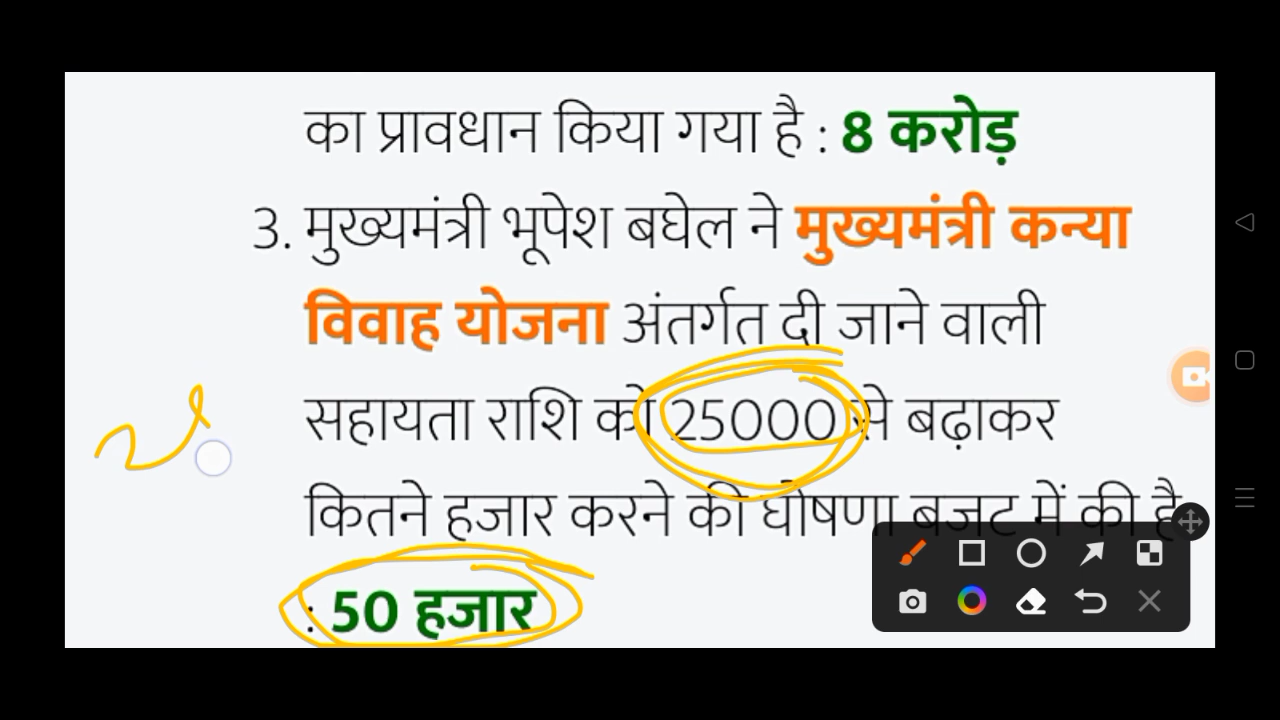 का प्रावधान किया गया है : 8 करोड़
3. मुख्यमंत्री भूपेश बघेल ने मुख्यमंत्री कन्या
विवाह योजना अंतर्गत दी जाने वाली
सहायता राशि को 25000 से बढ़ाकर
कितने हजार करने की घोषणा बजट में की है
: 50 हजार